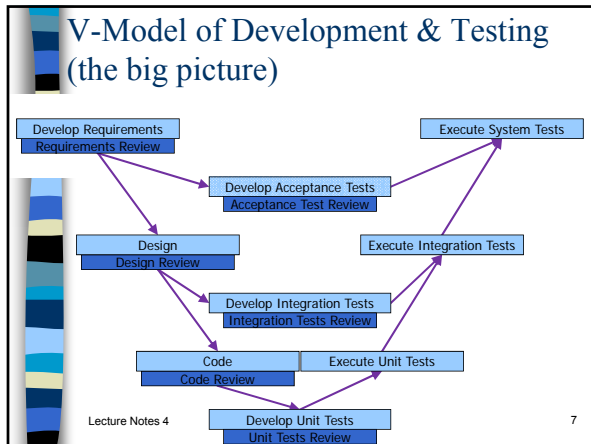 V-Model of Development & Testing
(the big picture)
Develop Requirements
Requirements Review
Execute System Tests
Develop Acceptance Tests
Acceptance Test Review
Design
Design Review
Execute Integration Tests
Develop Integration Tests
Integration Tests Review
Code
Code Review
Execute Unit Tests
Develop Unit Tests
Unit Tests Review
Lecture Notes 4
7